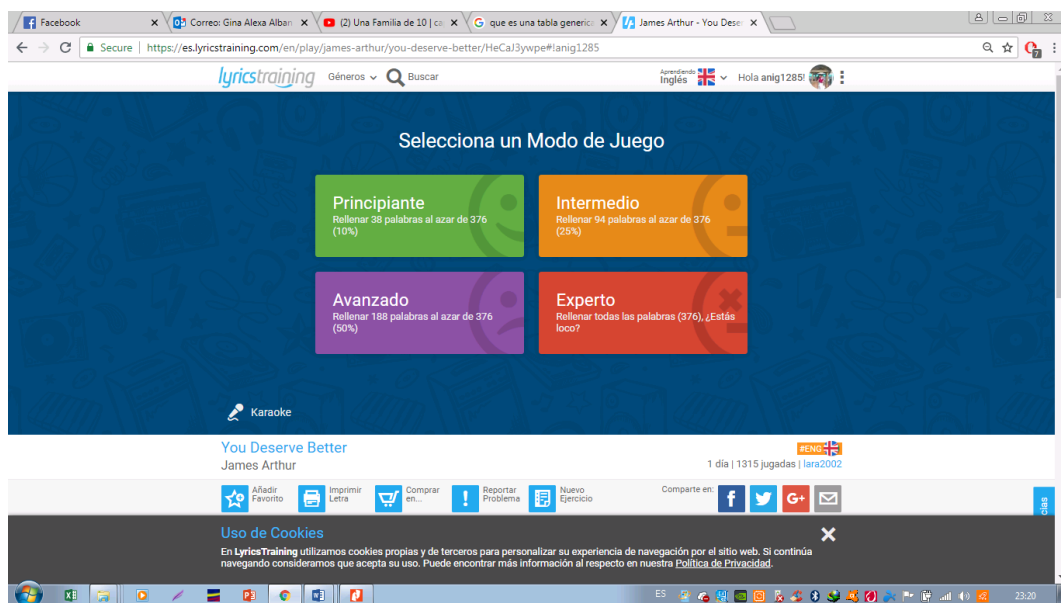 Facebook
Correo: Gina Alexa Alban
(2) Una Familia de 10 | ca
que es una tabla generica
James Arthur - You Dese
Secure | https://es.lyricstraining.com/en/play/james-arthur/you-deserve-better/HeCaJ3ywpe#!anig1285
7
lyricstraining
Géneros
Buscar
Aprendiendo
Inglés
Hola anig1285!
Selecciona un Modo de Juego
Principiante
Rellenar 38 palabras al azar de 376
(10%)
Intermedio
Rellenar 94 palabras al azar de 376
(25%)
Avanzado
Rellenar 188 palabras al azar de 376
(50%)
Experto
Rellenar todas las palabras (376), ¿Estás
loco?
Karaoke
You Deserve Better
James Arthur
#ENG
1 día | 1315 jugadas | lara2002
Añadir
Favorito
Imprimir
Letra
Comprar
en...
Reportar
Problema
Nuevo
Ejercicio
Comparte en:
f
G+
cias
Uso de Cookies
En LyricsTraining utilizamos cookies propias y de terceros para personalizar su experiencia de navegación por el sitio web. Si continúa
navegando consideramos que acepta su uso. Puede encontrar más información al respecto en nuestra Política de Privacidad.
ES
23:20